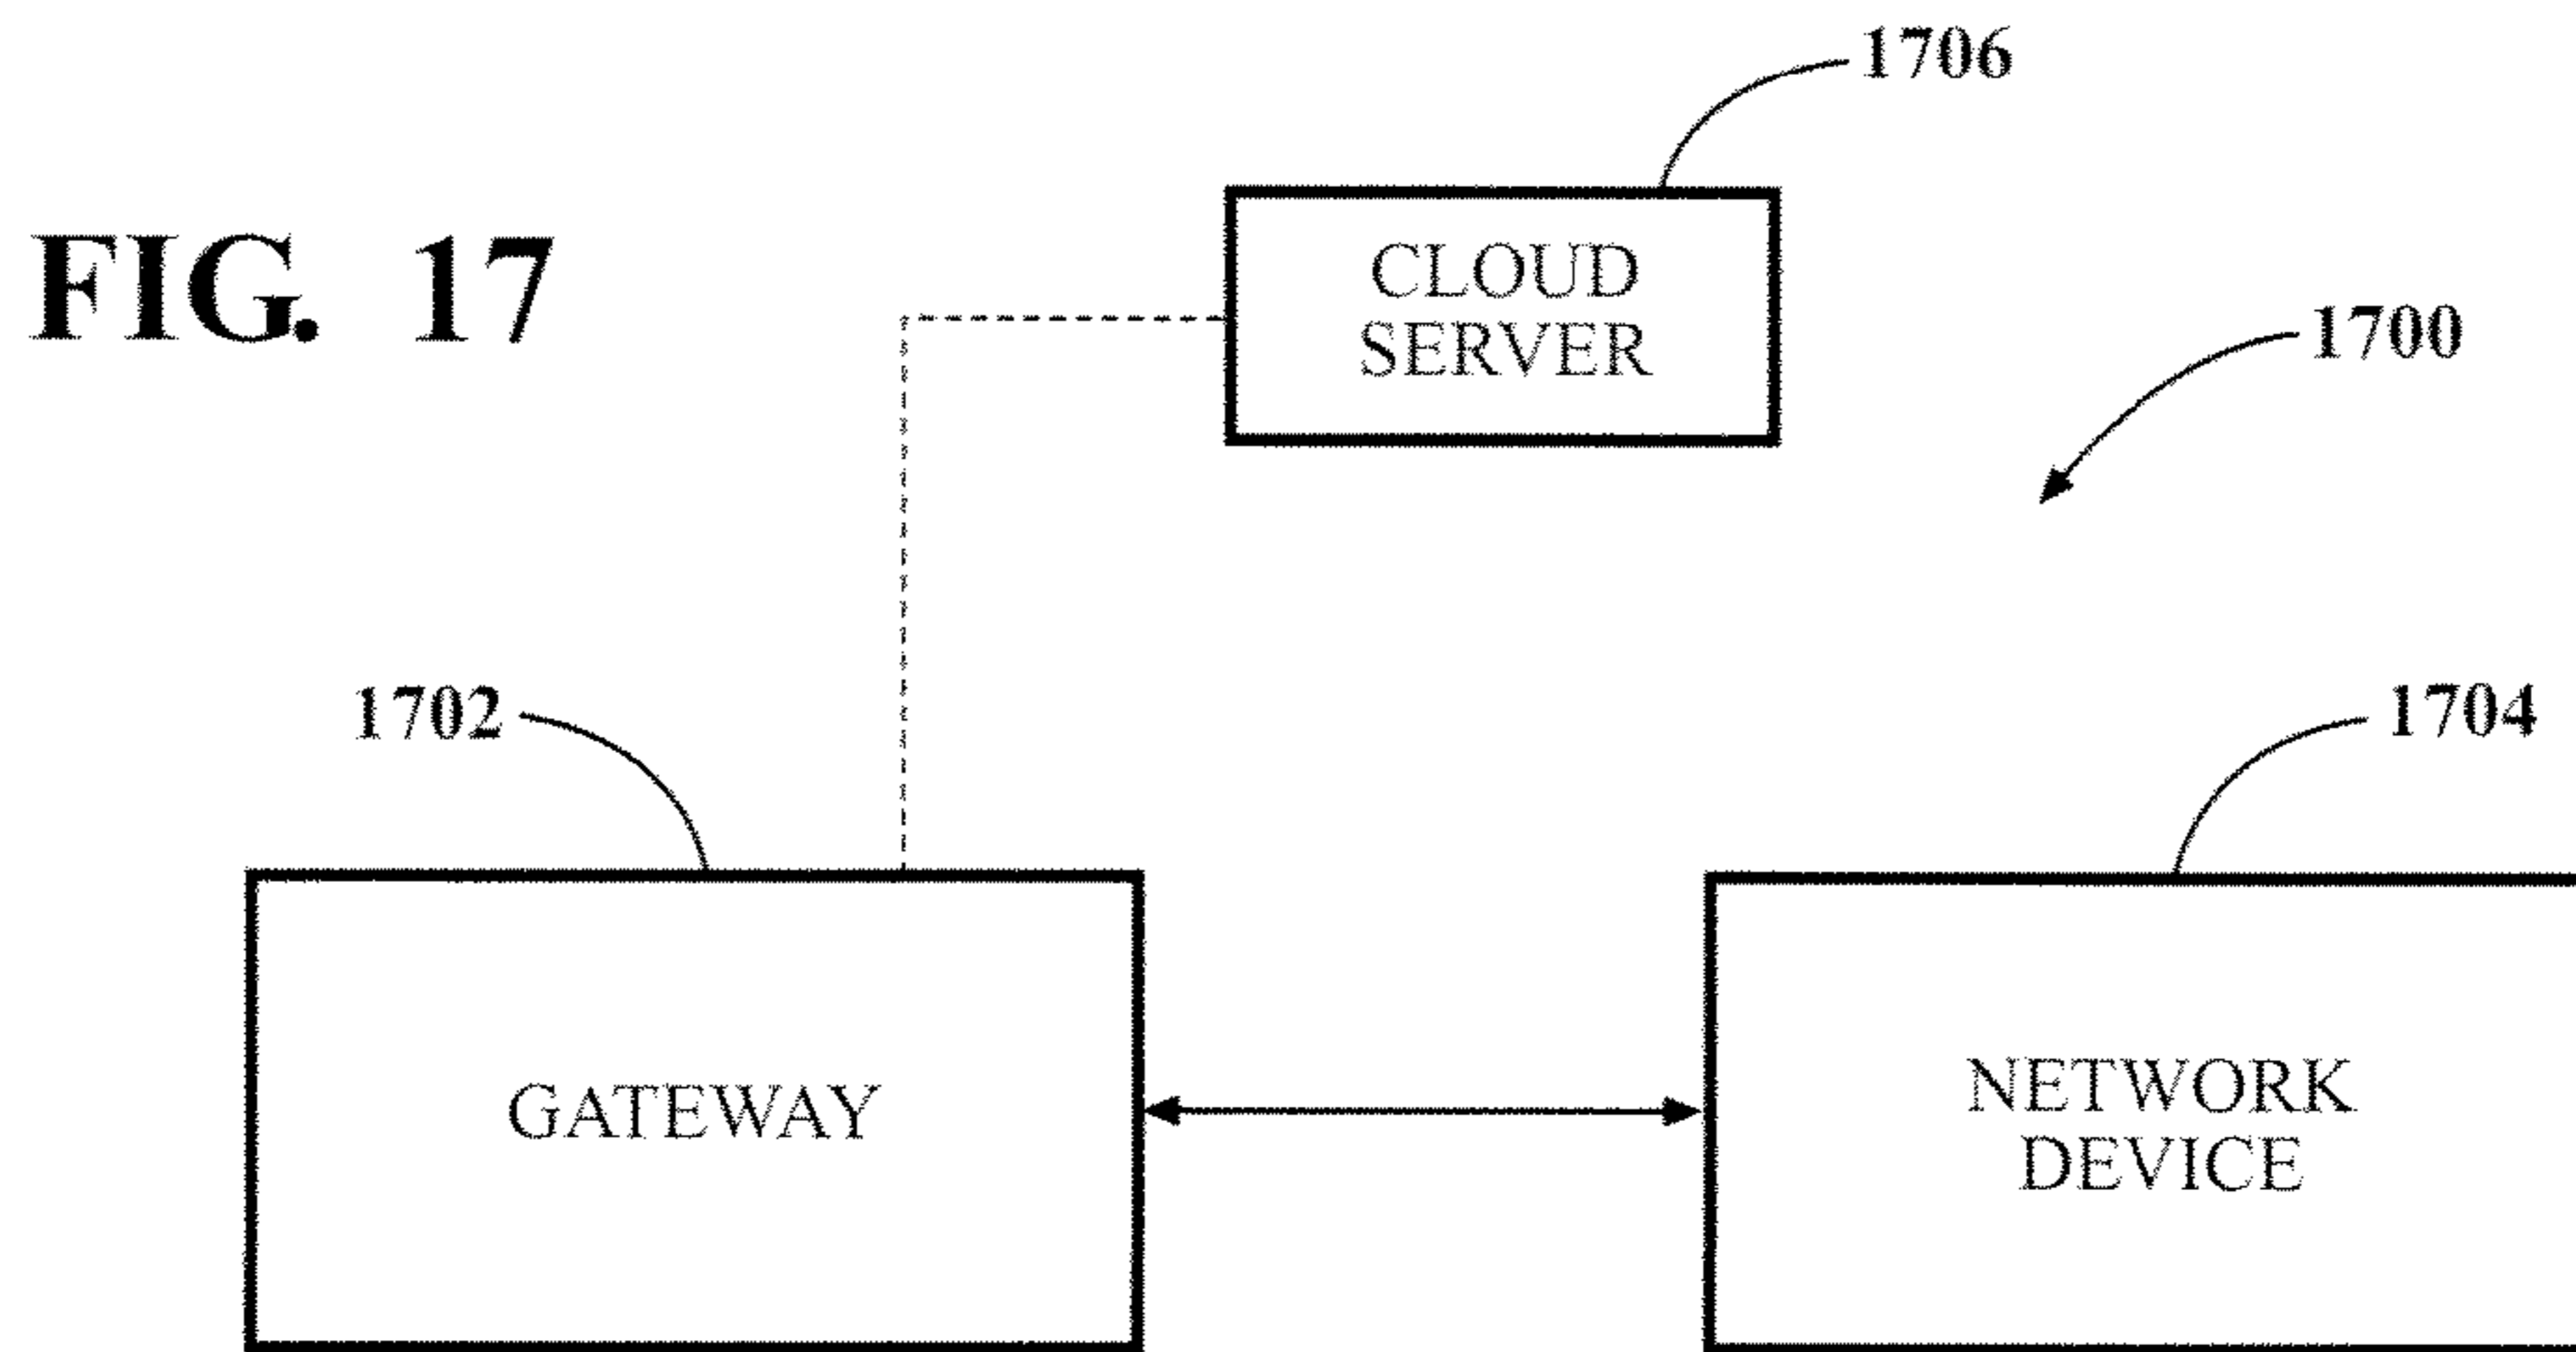 1706
FIG. 17
CLOUD
SERVER
1700
1702
1704
GATEWAY
NETWORK
DEVICE